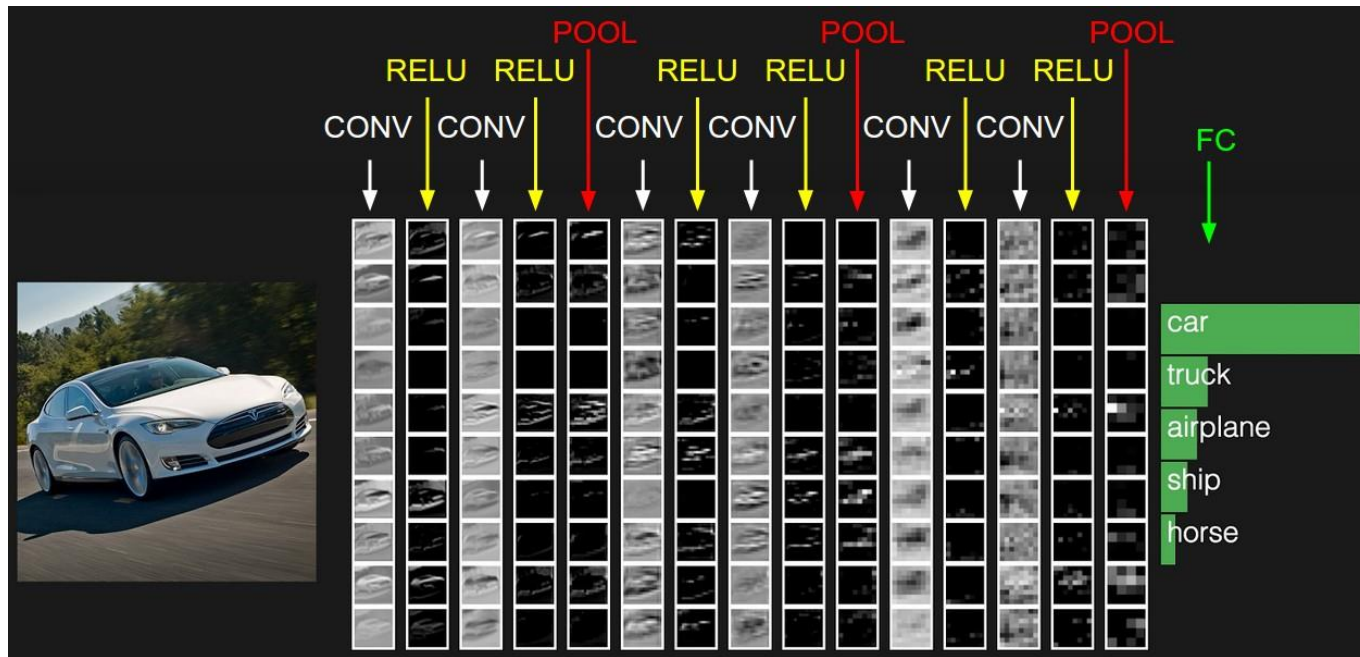 POOL POOL POOL
RELU RELU RELU RELU RELU RELU
CONV CONV CONV CONV CONV CONV
FC
car
truck
airplane
ship
horse